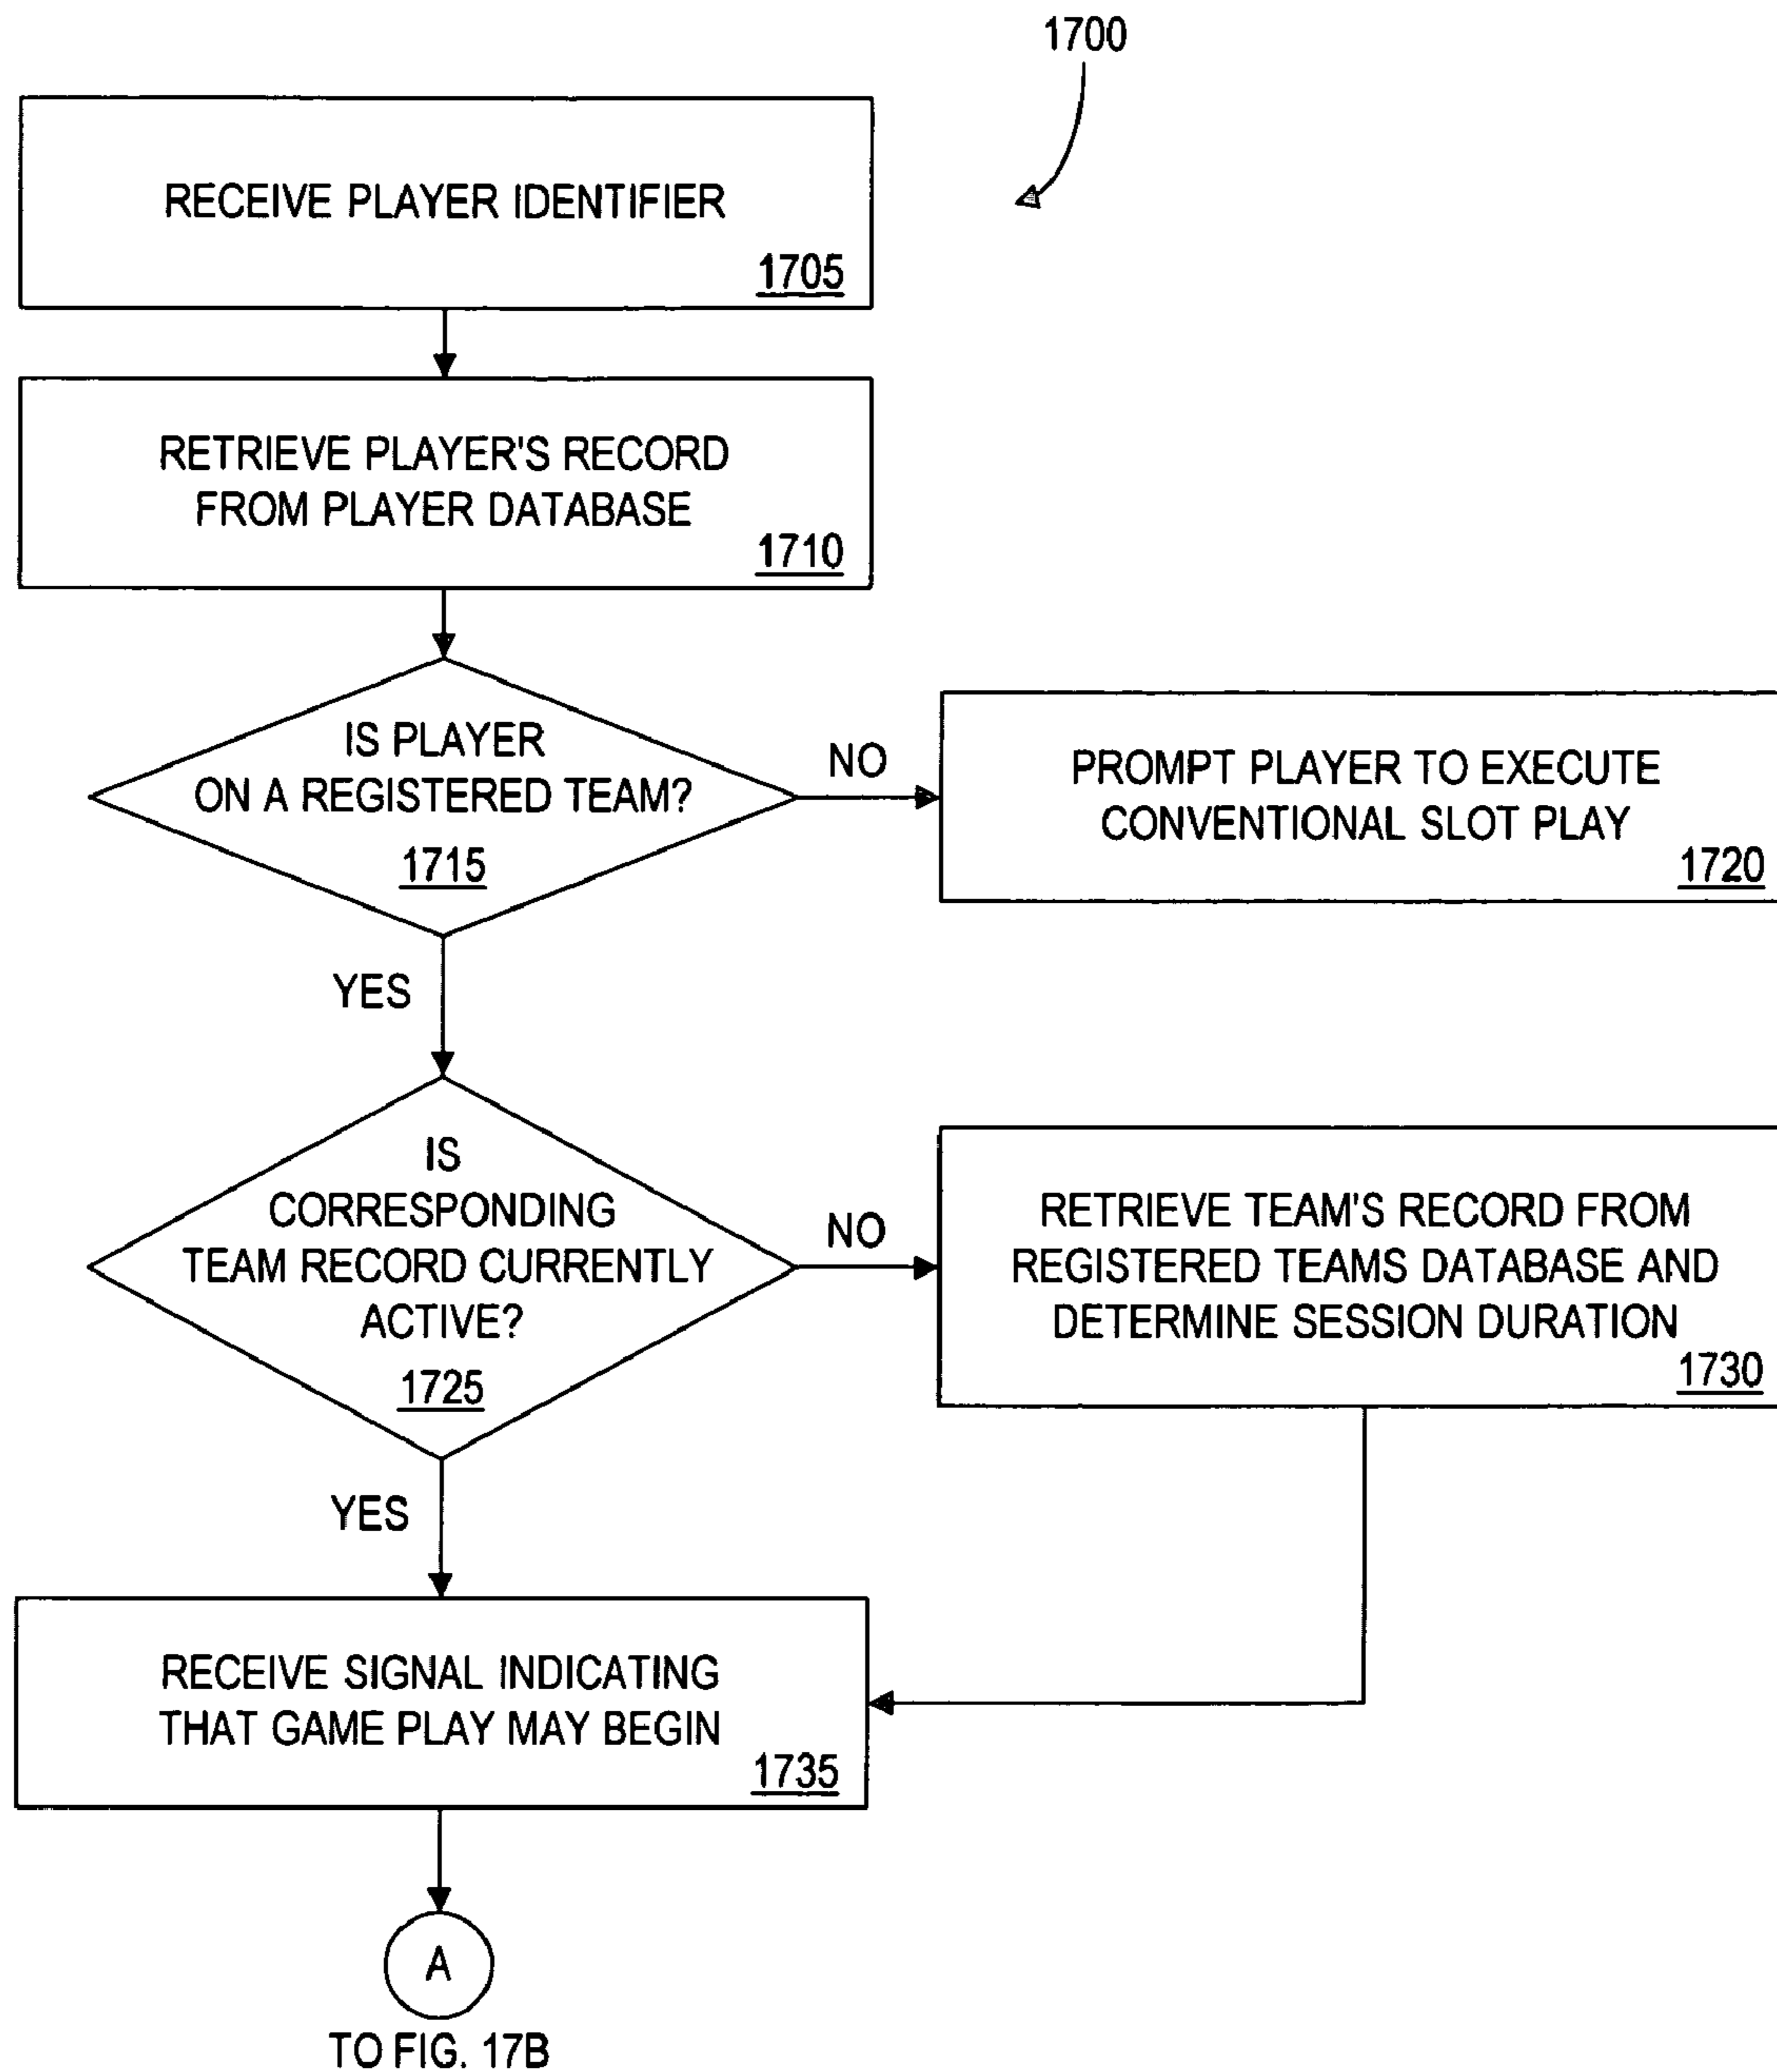 1700
RECEIVE PLAYER IDENTIFIER
1705
RETRIEVE PLAYER'S RECORD
FROM PLAYER DATABASE
1710
IS PLAYER
ON A REGISTERED TEAM?
1715
NO
PROMPT PLAYER TO EXECUTE
CONVENTIONAL SLOT PLAY
1720
YES
IS
CORRESPONDING
TEAM RECORD CURRENTLY
ACTIVE?
1725
NO
RETRIEVE TEAM'S RECORD FROM
REGISTERED TEAMS DATABASE AND
DETERMINE SESSION DURATION
1730
YES
RECEIVE SIGNAL INDICATING
THAT GAME PLAY MAY BEGIN
1735
A
TO FIG. 17B